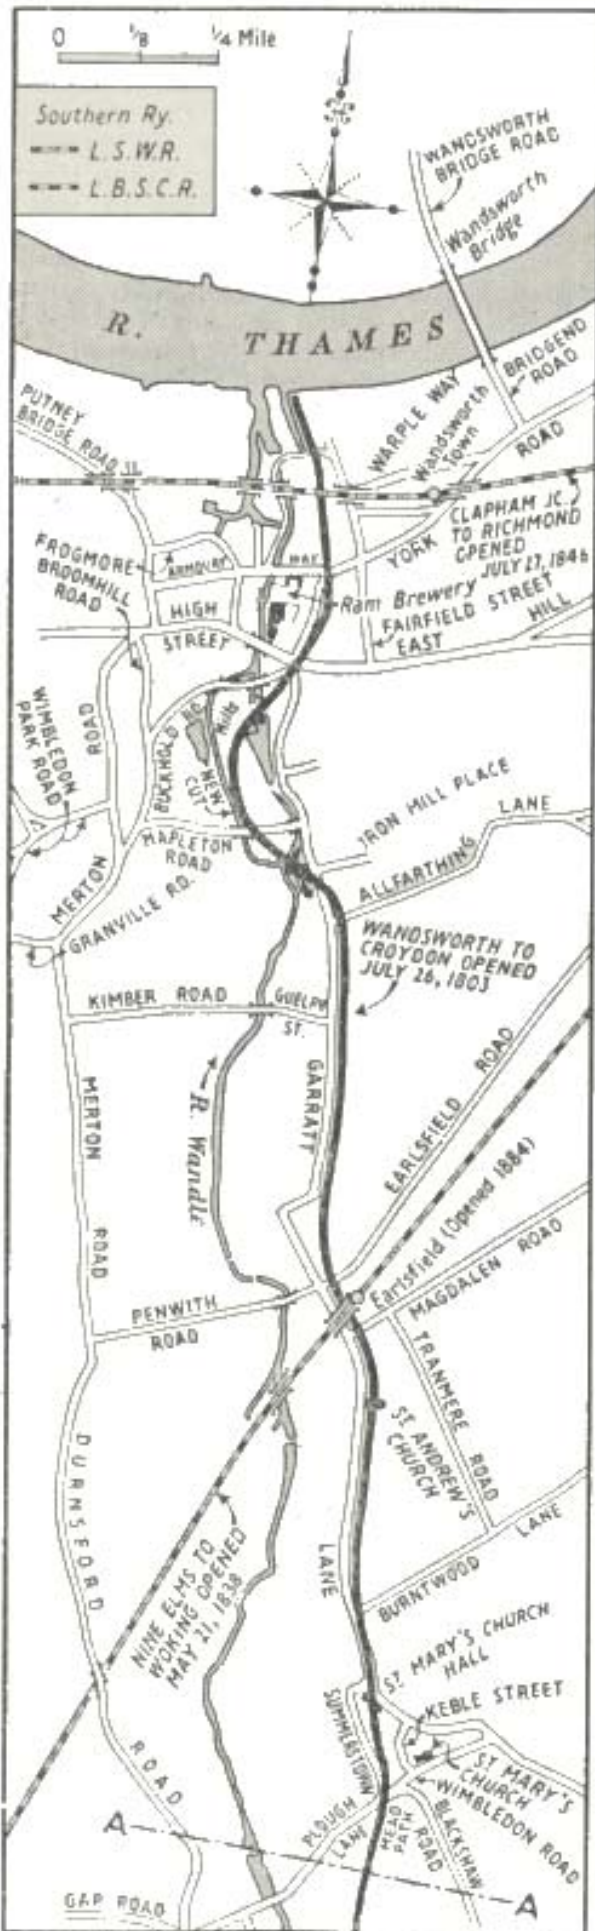 0 1/8 1/4 Mile
Southern Ry.
L.S.W.R.
L.B.S.C.R.
WANDSWORTH
BRIDGE ROAD
Wandsworth
Bridge
R. THAMES
BRIDGEND
ROAD
PUTNEY
BRIDGE ROAD
WARPLE WAY
Wandsworth
Town
YORK ROAD
CLAPHAM JC.
TO RICHMOND
OPENED
JULY 27, 1846
FROGMORE
BROOMHILL
ROAD
ARMOURY WAY
Ram Brewery
FAIRFIELD STREET
HIGH
STREET
EAST HILL
WIMBLEDON
PARK ROAD
ROAD
BUCKHOLD RD.
Mills
NEW
CUT
MAPLETON
ROAD
IRON MILL PLACE
ALLFARTHING LANE
MERTON
GRANVILLE RD.
WANDSWORTH TO
CROYDON OPENED
JULY 26, 1803
KIMBER ROAD
GUELPH
ST.
GARRATT
EARLSFIELD ROAD
MERTON
ROAD
R. Wandle
Earlsfield (Opened 1884)
MAGDALEN ROAD
PENWITH
ROAD
TRANMERE ROAD
ST. ANDREW'S
CHURCH
DURNSFORD
ROAD
LANE
NINE ELMS TO
WOKING OPENED
MAY 21, 1838
BURNTWOOD LANE
ST. MARY'S CHURCH
HALL
KEBLE STREET
SUMMERSTOWN
ST. MARY'S
CHURCH
WIMBLEDON ROAD
PLOUGH
LANE
MEAD
PATH
BLACKSHAW
ROAD
A
A
GAP ROAD